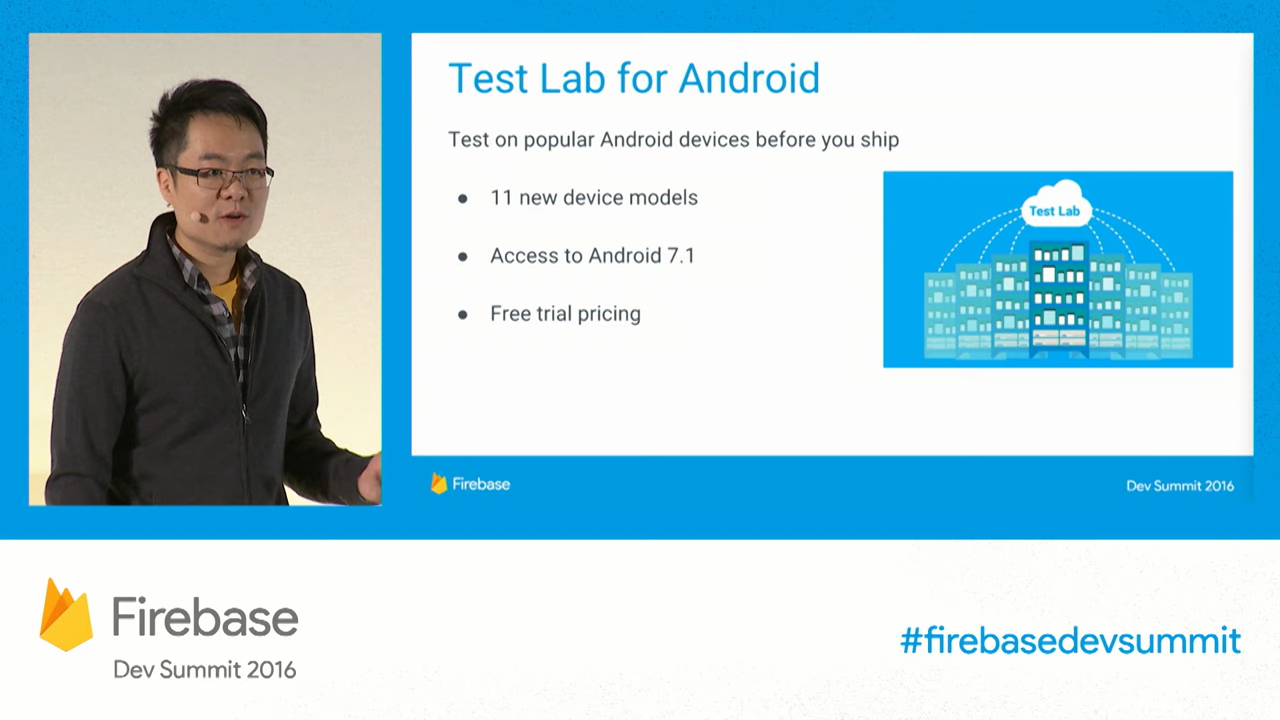 Test Lab for Android
Test on popular Android devices before you ship
● 11 new device models
● Access to Android 7.1
● Free trial pricing
Test Lab
Firebase
Dev Summit 2016
Firebase
Dev Summit 2016
#firebasedevsummit